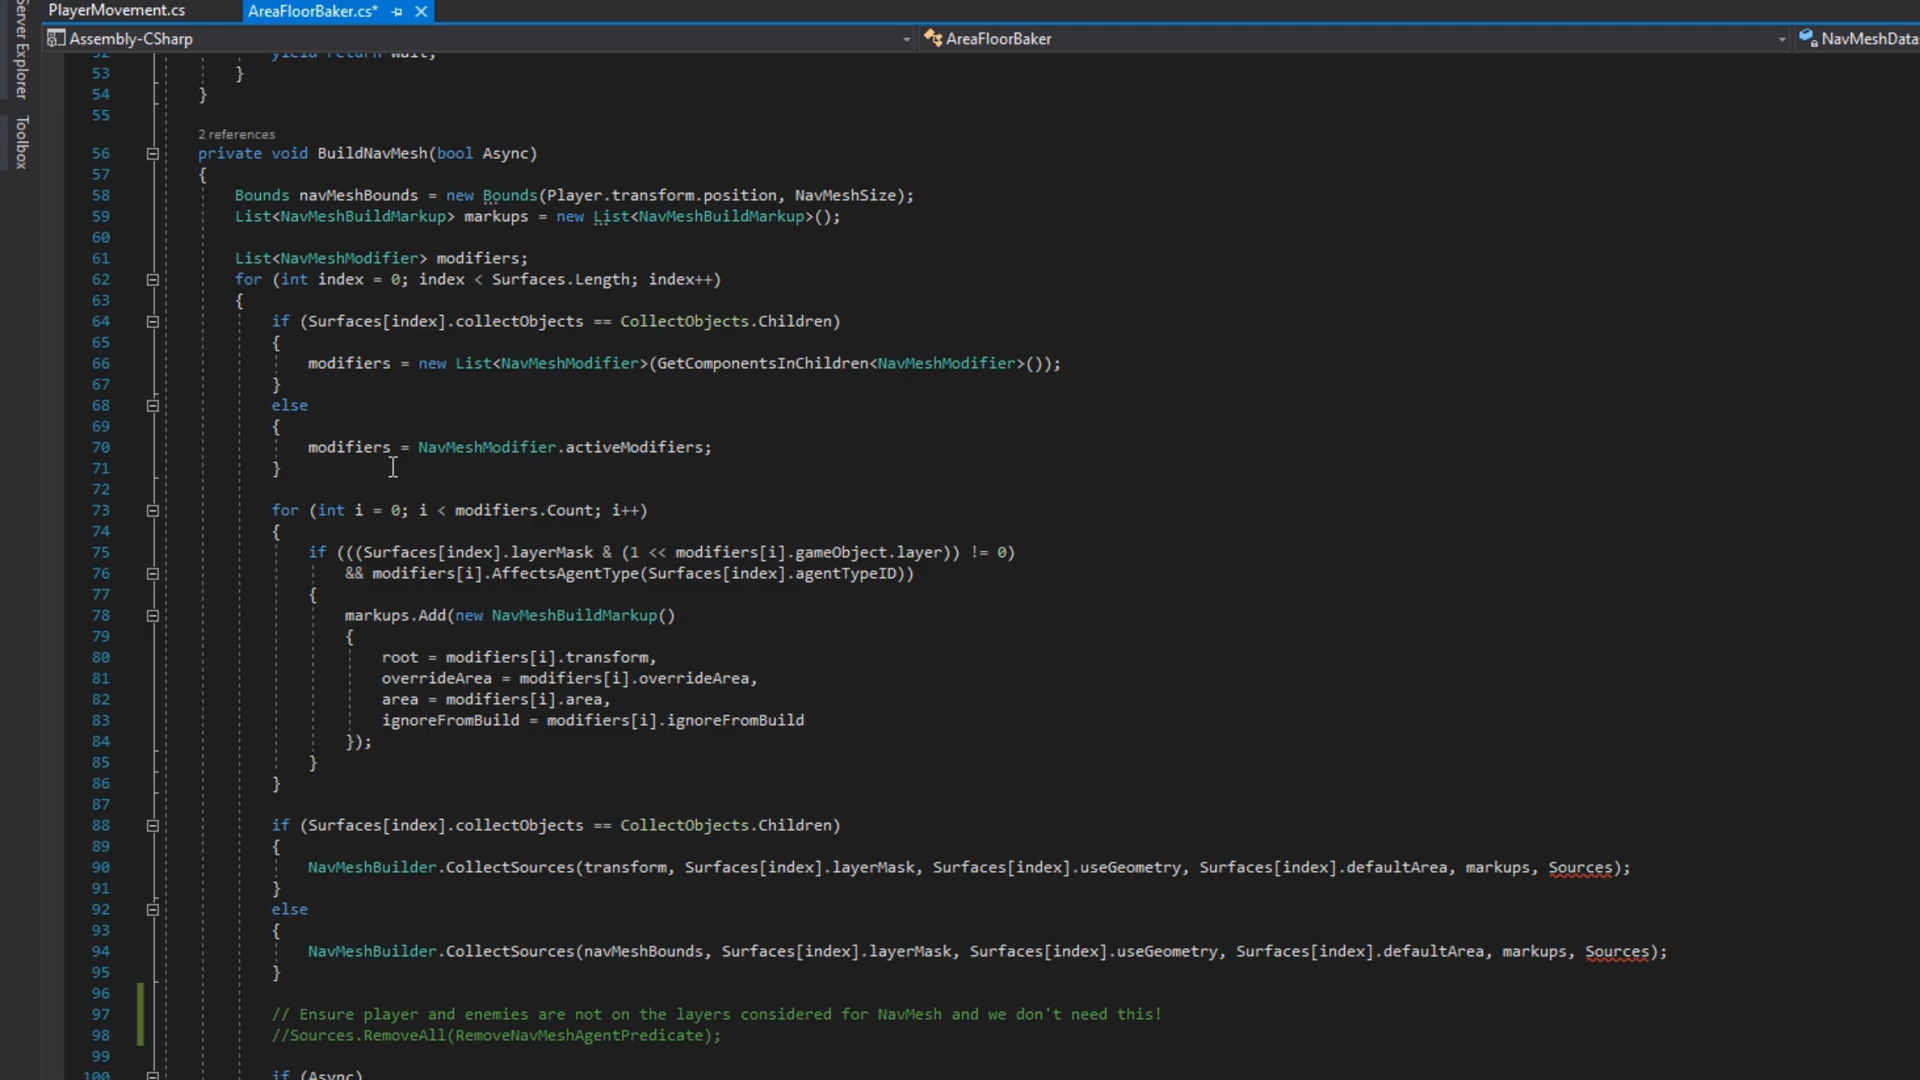 Server Explorer
Toolbox
PlayerMovement.cs
AreaFloorBaker.cs*
Assembly-CSharp
AreaFloorBaker
NavMeshData
52 yield return wait;
53 }
54 }
55
2 references
56 private void BuildNavMesh(bool Async)
57 {
58 Bounds navMeshBounds = new Bounds(Player.transform.position, NavMeshSize);
59 List<NavMeshBuildMarkup> markups = new List<NavMeshBuildMarkup>();
60
61 List<NavMeshModifier> modifiers;
62 for (int index = 0; index < Surfaces.Length; index++)
63 {
64 if (Surfaces[index].collectObjects == CollectObjects.Children)
65 {
66 modifiers = new List<NavMeshModifier>(GetComponentsInChildren<NavMeshModifier>());
67 }
68 else
69 {
70 modifiers = NavMeshModifier.activeModifiers;
71 }
72
73 for (int i = 0; i < modifiers.Count; i++)
74 {
75 if (((Surfaces[index].layerMask & (1 << modifiers[i].gameObject.layer)) != 0)
76 && modifiers[i].AffectsAgentType(Surfaces[index].agentTypeID))
77 {
78 markups.Add(new NavMeshBuildMarkup()
79 {
80 root = modifiers[i].transform,
81 overrideArea = modifiers[i].overrideArea,
82 area = modifiers[i].area,
83 ignoreFromBuild = modifiers[i].ignoreFromBuild
84 });
85 }
86 }
87
88 if (Surfaces[index].collectObjects == CollectObjects.Children)
89 {
90 NavMeshBuilder.CollectSources(transform, Surfaces[index].layerMask, Surfaces[index].useGeometry, Surfaces[index].defaultArea, markups, Sources);
91 }
92 else
93 {
94 NavMeshBuilder.CollectSources(navMeshBounds, Surfaces[index].layerMask, Surfaces[index].useGeometry, Surfaces[index].defaultArea, markups, Sources);
95 }
96
97 // Ensure player and enemies are not on the layers considered for NavMesh and we don't need this!
98 //Sources.RemoveAll(RemoveNavMeshAgentPredicate);
99
100 if (Async)